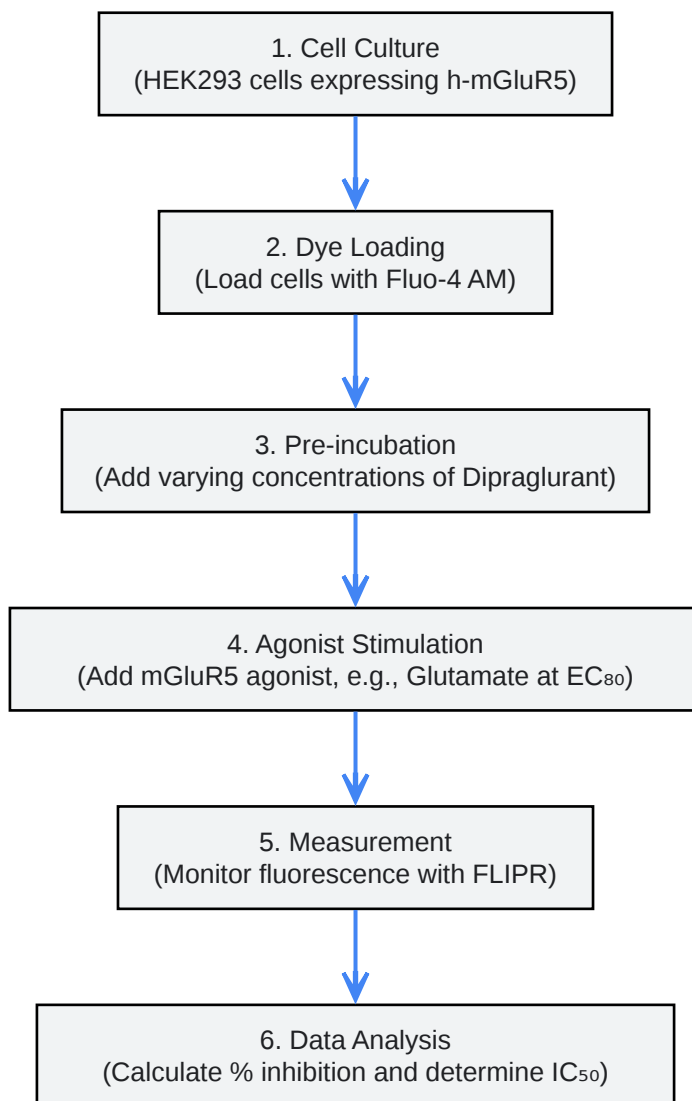 1. Cell Culture
(HEK293 cells expressing h-mGluR5)
2. Dye Loading
(Load cells with Fluo-4 AM)
3. Pre-incubation
(Add varying concentrations of Dipraglurant)
4. Agonist Stimulation
(Add mGluR5 agonist, e.g., Glutamate at EC₈₀)
5. Measurement
(Monitor fluorescence with FLIPR)
6. Data Analysis
(Calculate % inhibition and determine IC₅₀)